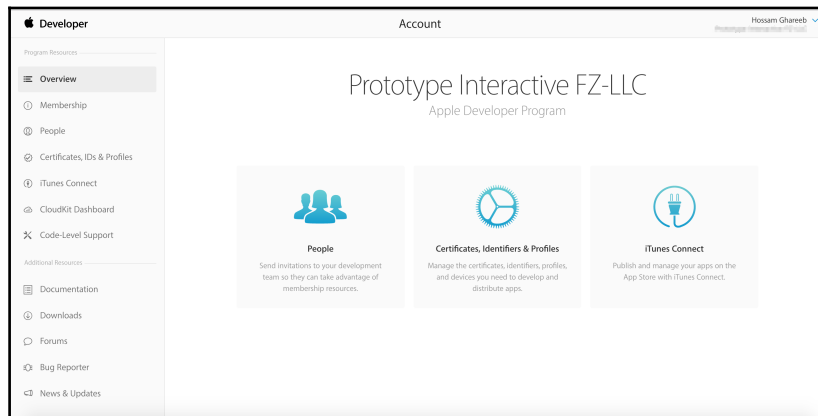 Developer
Account
Hossam Ghareeb
Program Resources
Overview
Membership
People
Certificates, IDs & Profiles
iTunes Connect
CloudKit Dashboard
Code-Level Support
Additional Resources
Documentation
Downloads
Forums
Bug Reporter
News & Updates
Prototype Interactive FZ-LLC
Apple Developer Program
People
Send invitations to your development
team so they can take advantage of
membership resources.
Certificates, Identifiers & Profiles
Manage the certificates, identifiers, profiles,
and devices you need to develop and
distribute apps.
iTunes Connect
Publish and manage your apps on the
App Store with iTunes Connect.